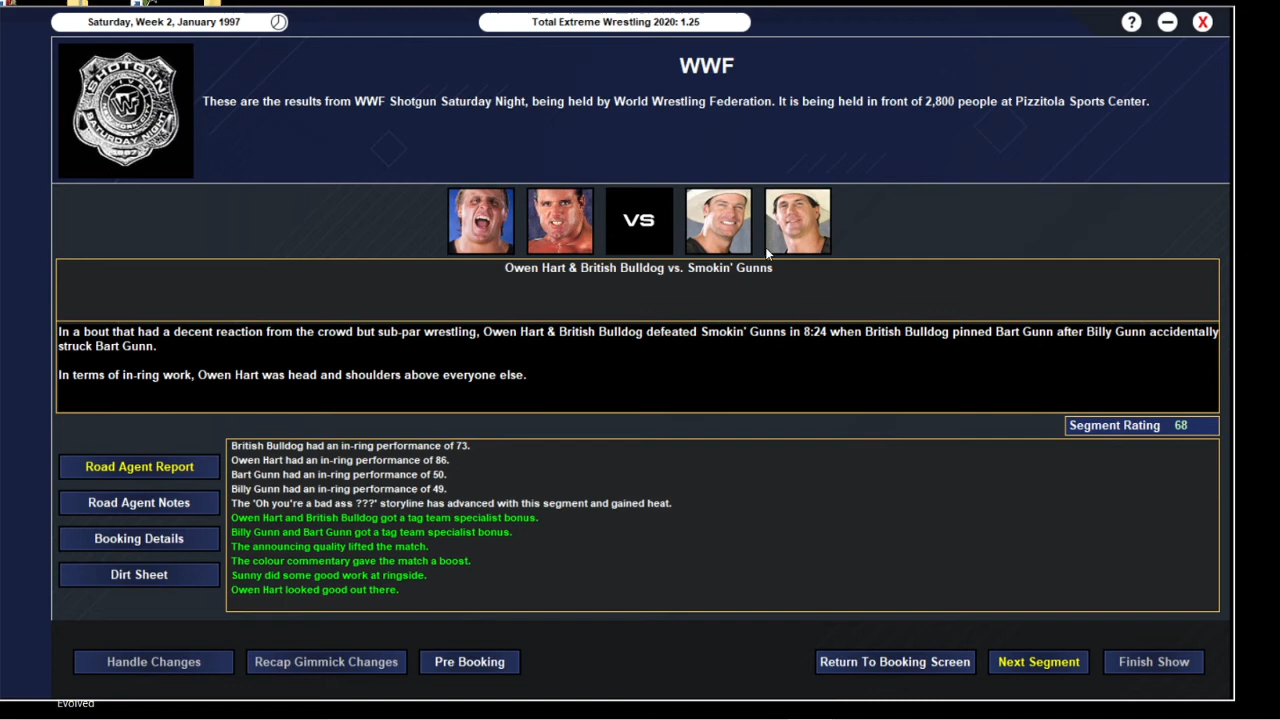 Saturday, Week 2, January 1997
Total Extreme Wrestling 2020: 1.25
?
X
SHOTGUN
LIVE
WF
NEW YORK CITY
SATURDAY NIGHT
1997
WWF
These are the results from WWF Shotgun Saturday Night, being held by World Wrestling Federation. It is being held in front of 2,800 people at Pizzitola Sports Center.
VS
Owen Hart & British Bulldog vs. Smokin' Gunns
In a bout that had a decent reaction from the crowd but sub-par wrestling, Owen Hart & British Bulldog defeated Smokin' Gunns in 8:24 when British Bulldog pinned Bart Gunn after Billy Gunn accidentally
struck Bart Gunn.
In terms of in-ring work, Owen Hart was head and shoulders above everyone else.
Segment Rating 68
British Bulldog had an in-ring performance of 73.
Owen Hart had an in-ring performance of 86.
Bart Gunn had an in-ring performance of 50.
Billy Gunn had an in-ring performance of 49.
The 'Oh you're a bad ass ???' storyline has advanced with this segment and gained heat.
Owen Hart and British Bulldog got a tag team specialist bonus.
Billy Gunn and Bart Gunn got a tag team specialist bonus.
The announcing quality lifted the match.
The colour commentary gave the match a boost.
Sunny did some good work at ringside.
Owen Hart looked good out there.
Road Agent Report
Road Agent Notes
Booking Details
Dirt Sheet
Handle Changes
Recap Gimmick Changes
Pre Booking
Return To Booking Screen
Next Segment
Finish Show
Evolved